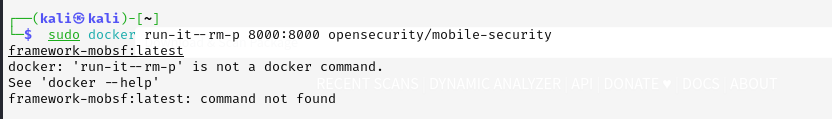 ┌──(kali㉿kali)-[~]
└─$ sudo docker run-it--rm-p 8000:8000 opensecurity/mobile-security
framework-mobsf:latest
docker: 'run-it--rm-p' is not a docker command.
See 'docker --help'
RECENT SCANS DYNAMIC ANALYZER API DONATE ♥ DOCS ABOUT
framework-mobsf:latest: command not found